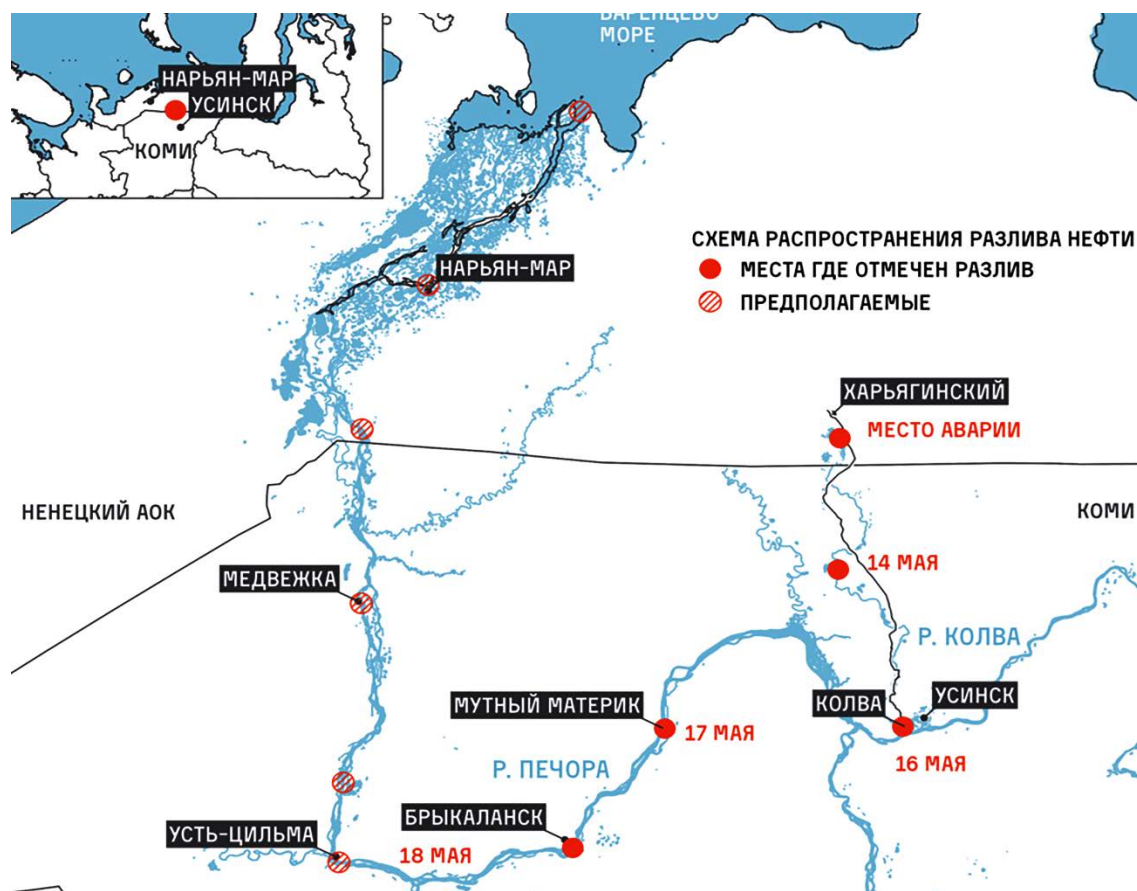 БАРЕНЦЕВО
МОРЕ
НАРЬЯН-МАР
УСИНСК
КОМИ
СХЕМА РАСПРОСТРАНЕНИЯ РАЗЛИВА НЕФТИ
МЕСТА ГДЕ ОТМЕЧЕН РАЗЛИВ
ПРЕДПОЛАГАЕМЫЕ
НАРЬЯН-МАР
ХАРЬЯГИНСКИЙ
МЕСТО АВАРИИ
НЕНЕЦКИЙ АОК
КОМИ
14 МАЯ
МЕДВЕЖКА
Р. КОЛВА
МУТНЫЙ МАТЕРИК
КОЛВА
УСИНСК
17 МАЯ
16 МАЯ
Р. ПЕЧОРА
БРЫКАЛАНСК
УСТЬ-ЦИЛЬМА
18 МАЯ